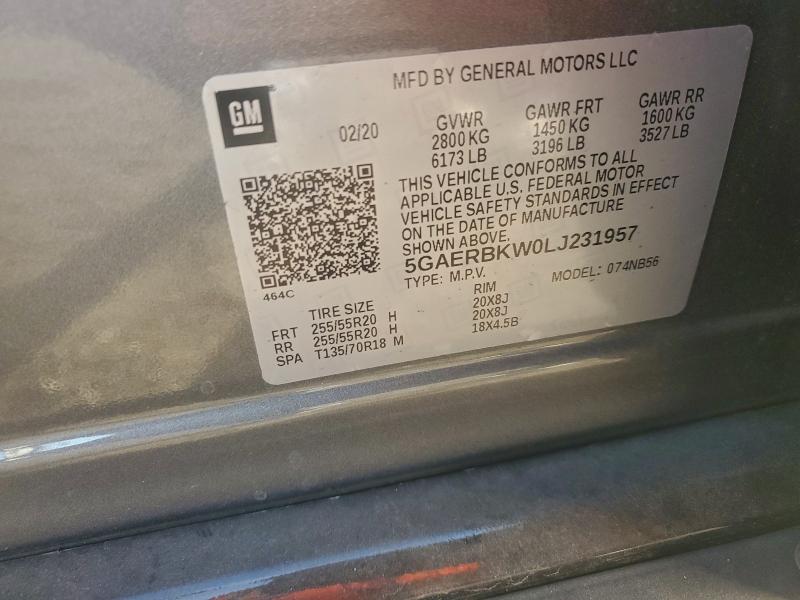 MFD BY GENERAL MOTORS LLC
GM
02/20
GVWR GAWR FRT GAWR RR
2800 KG 1450 KG 1600 KG
6173 LB 3196 LB 3527 LB
THIS VEHICLE CONFORMS TO ALL
APPLICABLE U.S. FEDERAL MOTOR
VEHICLE SAFETY STANDARDS IN EFFECT
ON THE DATE OF MANUFACTURE
SHOWN ABOVE.
5GAERBKW0LJ231957
TYPE: M.P.V. MODEL: 074NB56
464C
TIRE SIZE RIM
FRT 255/55R20 H 20X8J
RR 255/55R20 H 20X8J
SPA T135/70R18 M 18X4.5B